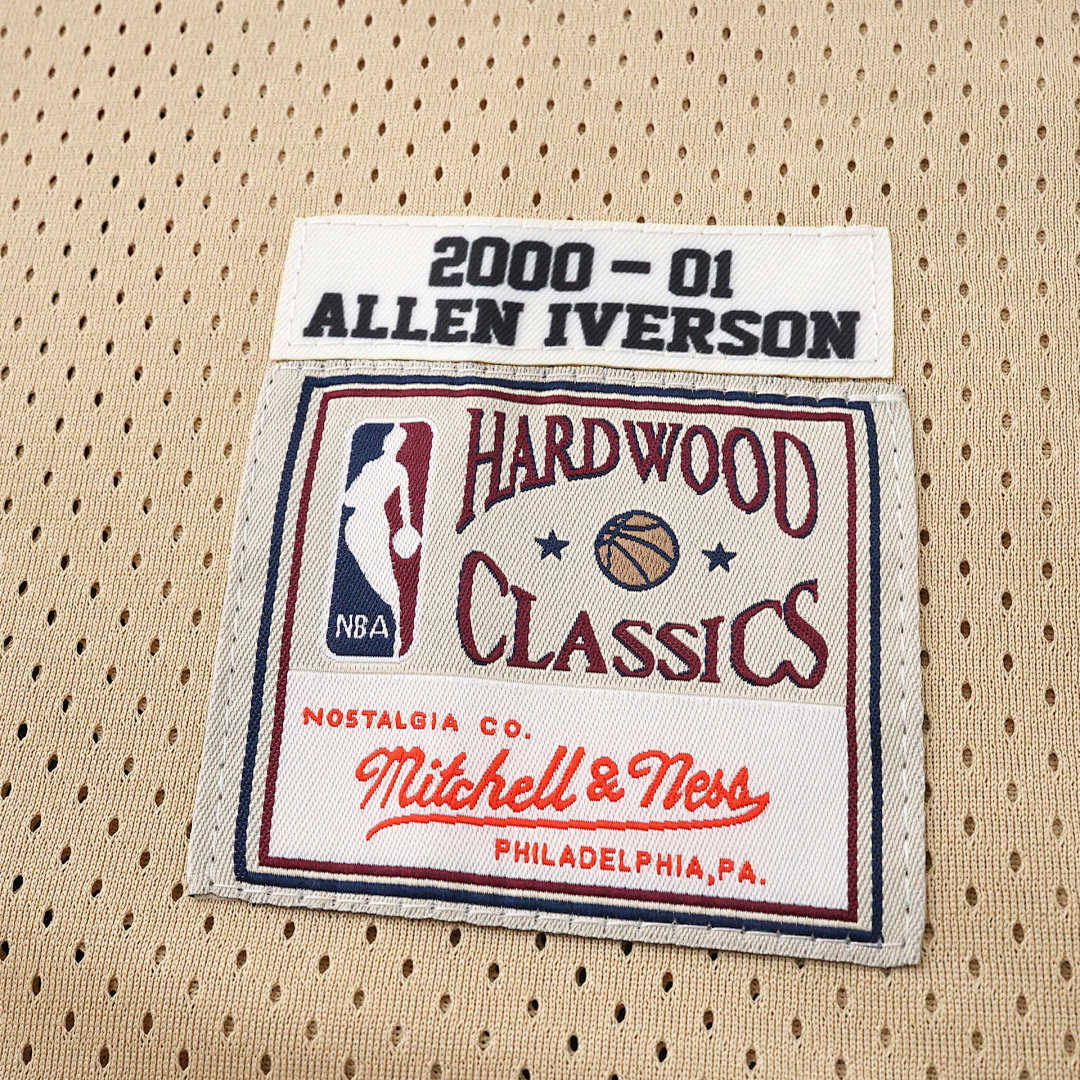 2000 – 01
ALLEN IVERSON
HARDWOOD
CLASSICS
NBA
NOSTALGIA CO.
Mitchell & Ness
PHILADELPHIA, PA.